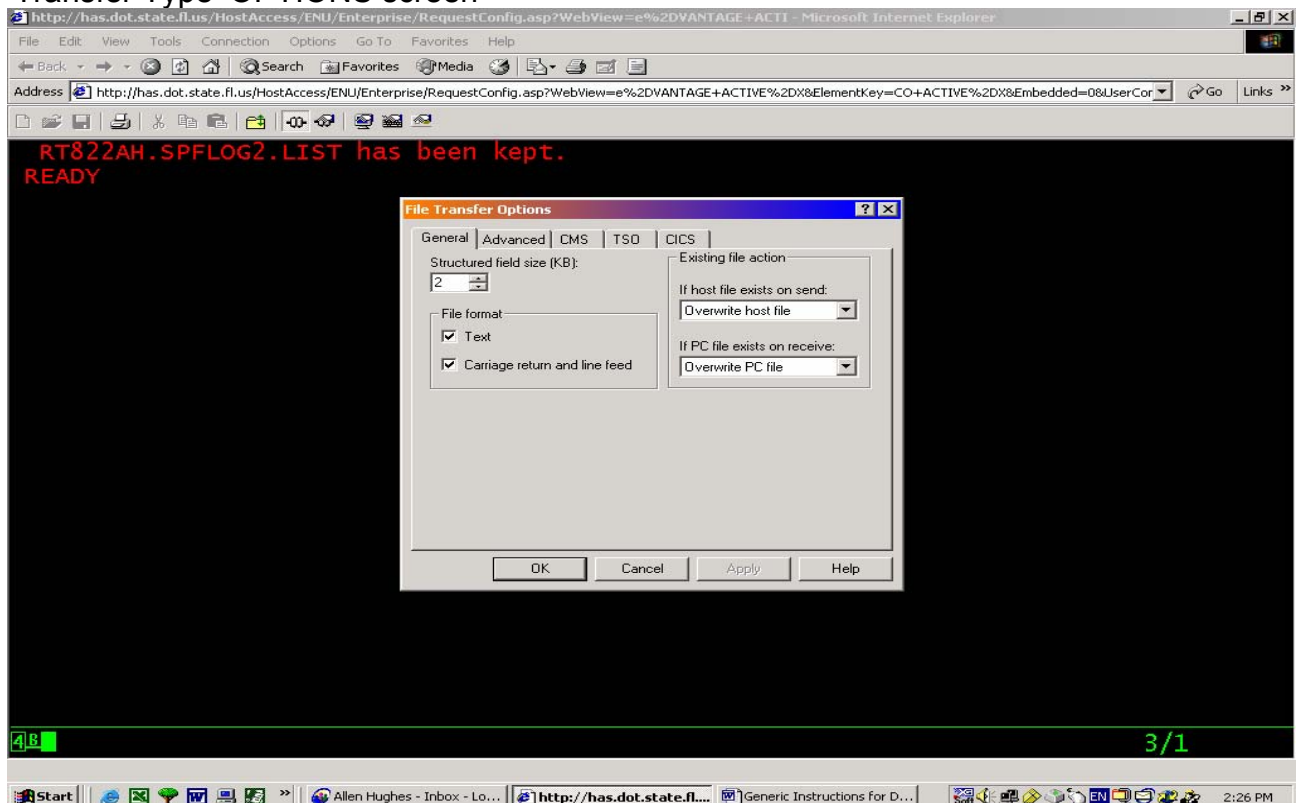 "Transfer Type" OPTIONS screen
http://has.dot.state.fl.us/HostAccess/ENU/Enterprise/RequestConfig.asp?WebView=e%2DVANTAGE+ACTI - Microsoft Internet Explorer
File Edit View Tools Connection Options Go To Favorites Help
Back Search Favorites Media
Address http://has.dot.state.fl.us/HostAccess/ENU/Enterprise/RequestConfig.asp?WebView=e%2DVANTAGE+ACTIVE%2DX&ElementKey=CO+ACTIVE%2DX&Embedded=0&UserCor Go Links »
RT822AH.SPFLOG2.LIST has been kept.
READY
File Transfer Options
General Advanced CMS TSO CICS
Structured field size (KB):
2
File format
Text
Carriage return and line feed
Existing file action
If host file exists on send:
Overwrite host file
If PC file exists on receive:
Overwrite PC file
OK Cancel Apply Help
4B 3/1
Start » Allen Hughes - Inbox - Lo... http://has.dot.state.fl.... Generic Instructions for D... EN 2:26 PM